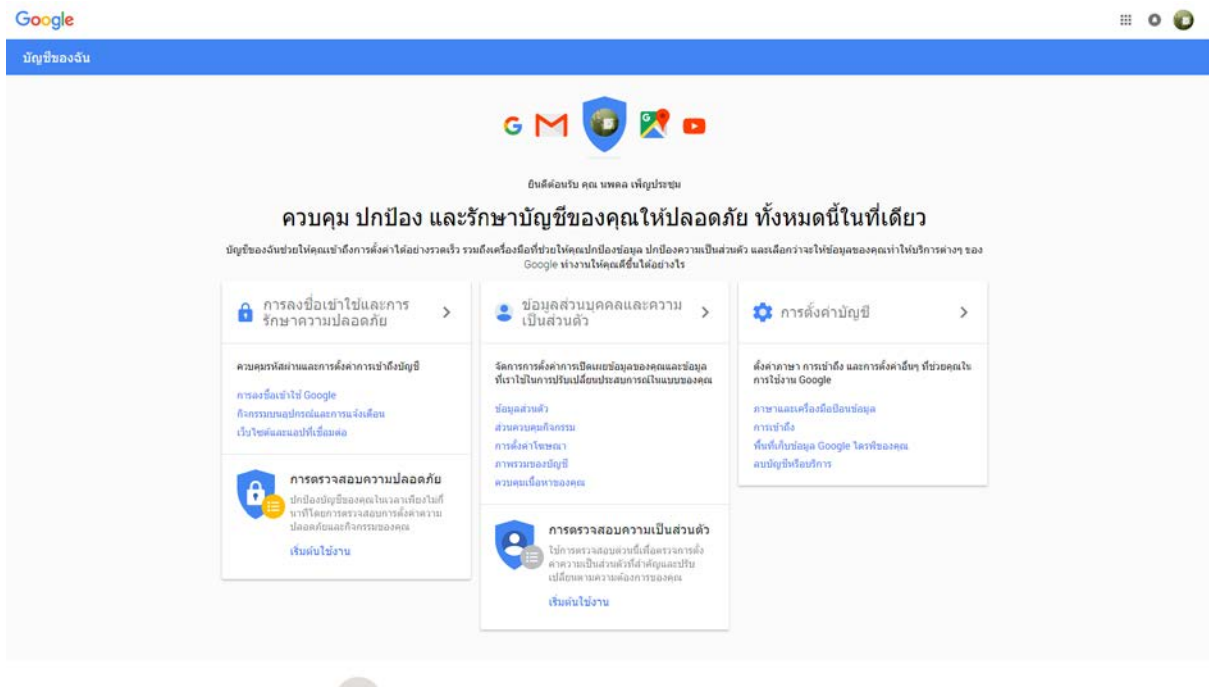 Google
บัญชีของฉัน
ยินดีต้อนรับ คุณ นพดล เพ็ญประชุม
ควบคุม ปกป้อง และรักษาบัญชีของคุณให้ปลอดภัย ทั้งหมดนี้ในที่เดียว
บัญชีของฉันช่วยให้คุณเข้าถึงการตั้งค่าได้อย่างรวดเร็ว รวมถึงเครื่องมือที่ช่วยให้คุณปกป้องข้อมูล ปกป้องความเป็นส่วนตัว และเลือกว่าจะให้ข้อมูลของคุณทำให้บริการต่างๆ ของ
Google ทำงานให้คุณดีขึ้นได้อย่างไร
การลงชื่อเข้าใช้และการ
รักษาความปลอดภัย
ควบคุมรหัสผ่านและการตั้งค่าการเข้าถึงบัญชี
การลงชื่อเข้าใช้ Google
กิจกรรมบนอุปกรณ์และการแจ้งเตือน
เว็บไซต์และแอปที่เชื่อมต่อ
การตรวจสอบความปลอดภัย
ปกป้องบัญชีของคุณในเวลาเพียงไม่กี่
นาทีโดยการตรวจสอบการตั้งค่าความ
ปลอดภัยและกิจกรรมของคุณ
เริ่มต้นใช้งาน
ข้อมูลส่วนบุคคลและความ
เป็นส่วนตัว
จัดการการตั้งค่าการเปิดเผยข้อมูลของคุณและข้อมูล
ที่เราใช้ในการปรับเปลี่ยนประสบการณ์ในแบบของคุณ
ข้อมูลส่วนตัว
ส่วนควบคุมกิจกรรม
การตั้งค่าโฆษณา
ภาพรวมของบัญชี
ควบคุมเนื้อหาของคุณ
การตรวจสอบความเป็นส่วนตัว
ใช้การตรวจสอบด่วนนี้เพื่อตรวจการตั้ง
ค่าความเป็นส่วนตัวที่สำคัญและปรับ
เปลี่ยนตามความต้องการของคุณ
เริ่มต้นใช้งาน
การตั้งค่าบัญชี
ตั้งค่าภาษา การเข้าถึง และการตั้งค่าอื่นๆ ที่ช่วยคุณใน
การใช้งาน Google
ภาษาและเครื่องมือป้อนข้อมูล
การเข้าถึง
พื้นที่เก็บข้อมูล Google ไดรฟ์ของคุณ
ลบบัญชีหรือบริการ